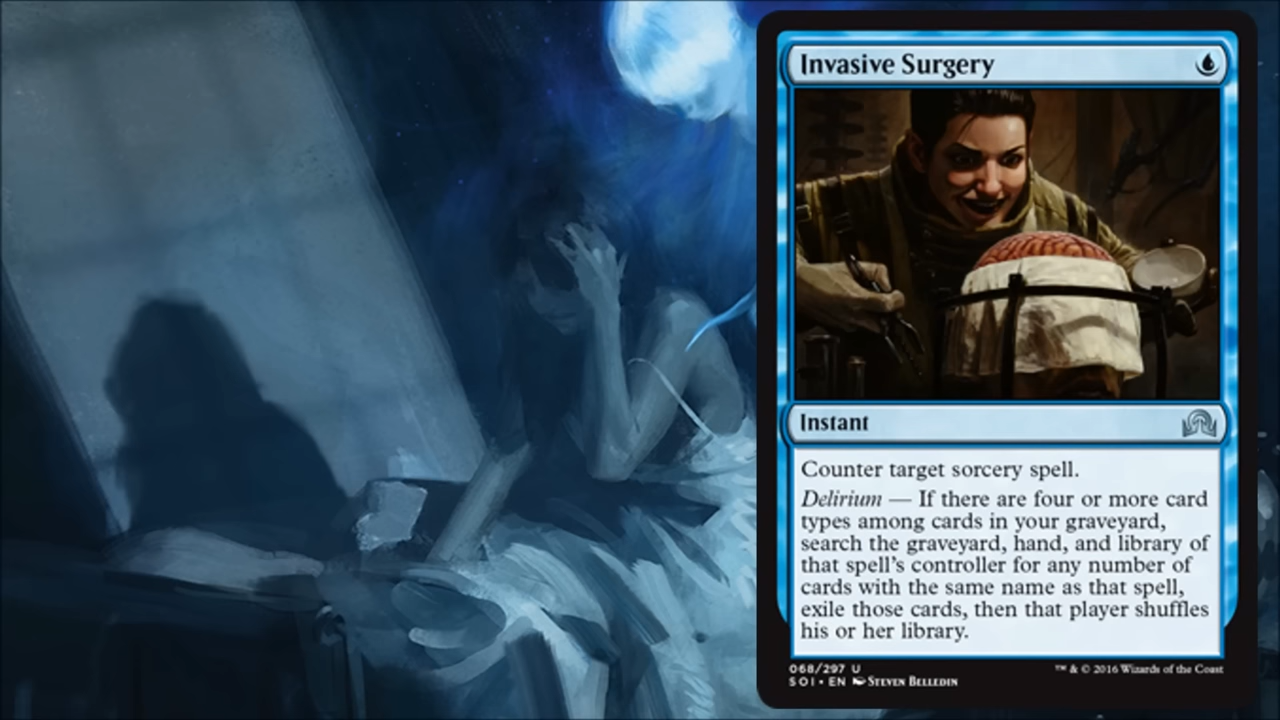 Invasive Surgery
Instant
Counter target sorcery spell.
Delirium — If there are four or more card
types among cards in your graveyard,
search the graveyard, hand, and library of
that spell's controller for any number of
cards with the same name as that spell,
exile those cards, then that player shuffles
his or her library.
068/297 U
™ & © 2016 Wizards of the Coast
SOI • EN Steven Belledin